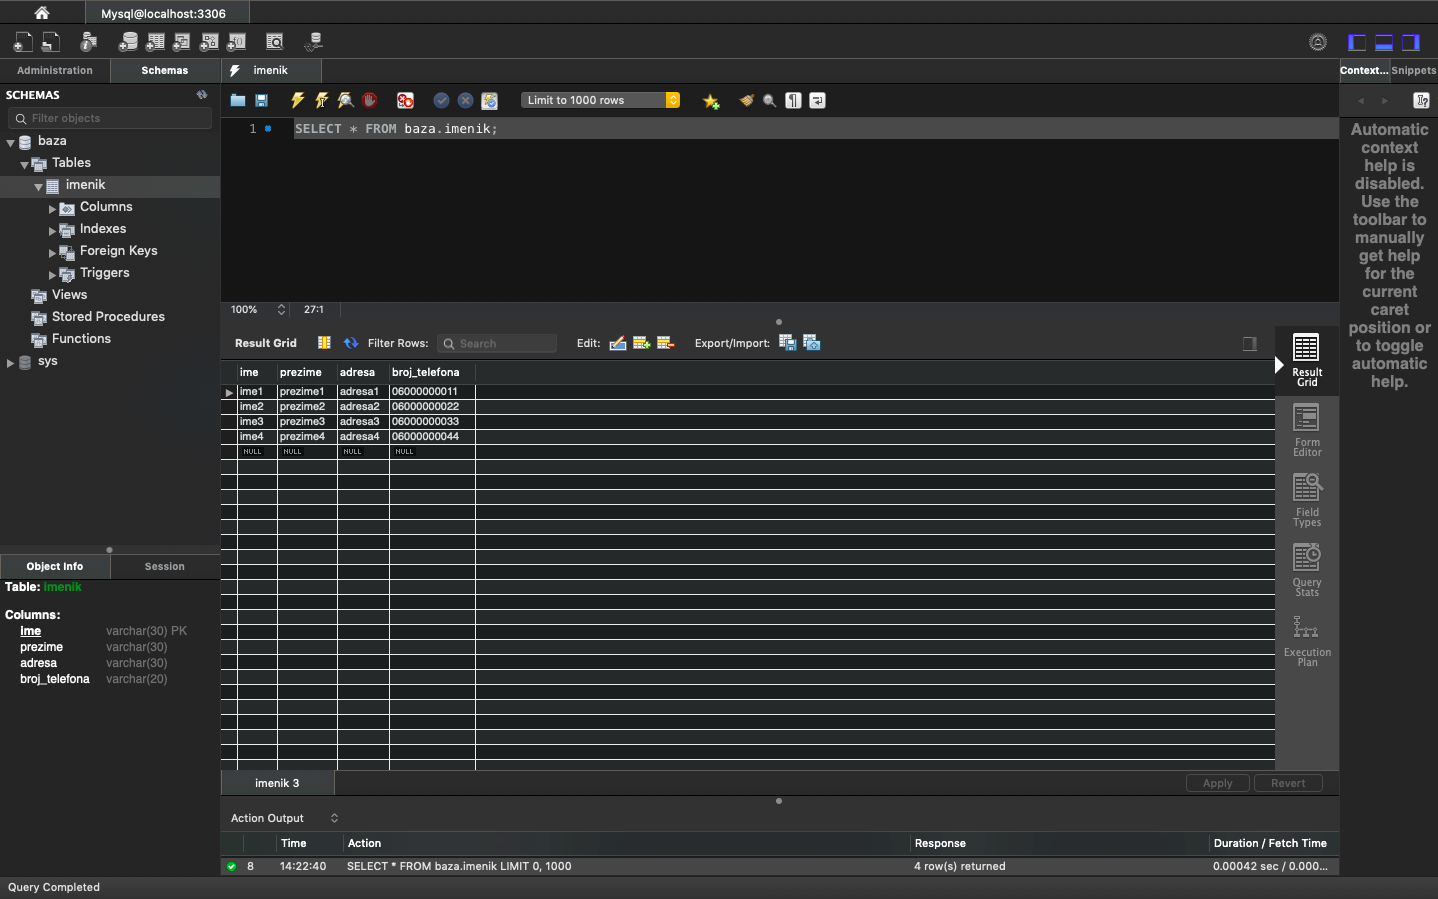 Mysql@localhost:3306
Administration
Schemas
imenik
Context...
Snippets
SCHEMAS
Filter objects
baza
Tables
imenik
Columns
Indexes
Foreign Keys
Triggers
Views
Stored Procedures
Functions
sys
Limit to 1000 rows
1
SELECT * FROM baza.imenik;
100%
27:1
Automatic
context
help is
disabled.
Use the
toolbar to
manually
get help
for the
current
caret
position or
to toggle
automatic
help.
Result Grid
Filter Rows:
Search
Edit:
Export/Import:
ime prezime adresa broj_telefona
ime1 prezime1 adresa1 06000000011
ime2 prezime2 adresa2 06000000022
ime3 prezime3 adresa3 06000000033
ime4 prezime4 adresa4 06000000044
NULL NULL NULL NULL
Result
Grid
Form
Editor
Field
Types
Query
Stats
Execution
Plan
Object Info
Session
Table: imenik
Columns:
ime varchar(30) PK
prezime varchar(30)
adresa varchar(30)
broj_telefona varchar(20)
imenik 3
Apply
Revert
Action Output
Time Action Response Duration / Fetch Time
8 14:22:40 SELECT * FROM baza.imenik LIMIT 0, 1000 4 row(s) returned 0.00042 sec / 0.000...
Query Completed